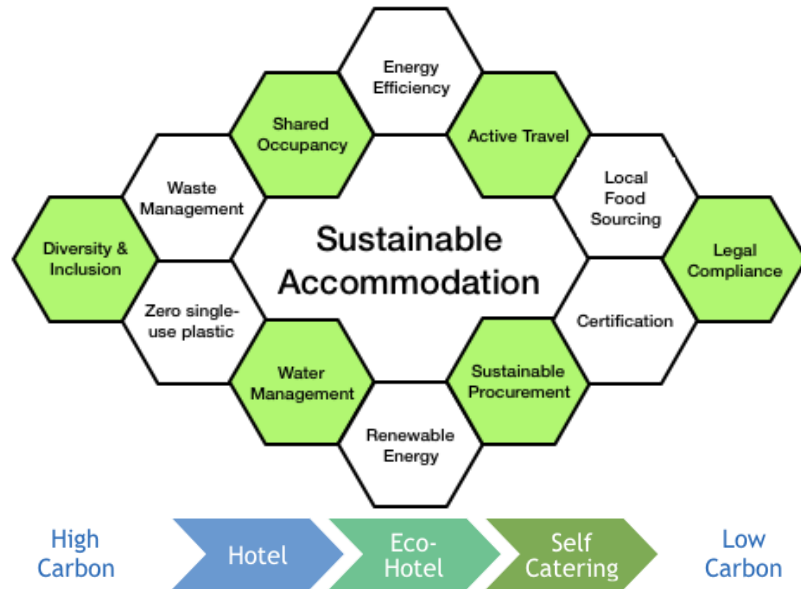 Energy
Efficiency
Shared
Occupancy
Active Travel
Waste
Management
Local
Food
Sourcing
Diversity &
Inclusion
Sustainable
Accommodation
Legal
Compliance
Zero single-
use plastic
Certification
Water
Management
Sustainable
Procurement
Renewable
Energy
High
Carbon
Hotel
Eco-
Hotel
Self
Catering
Low
Carbon